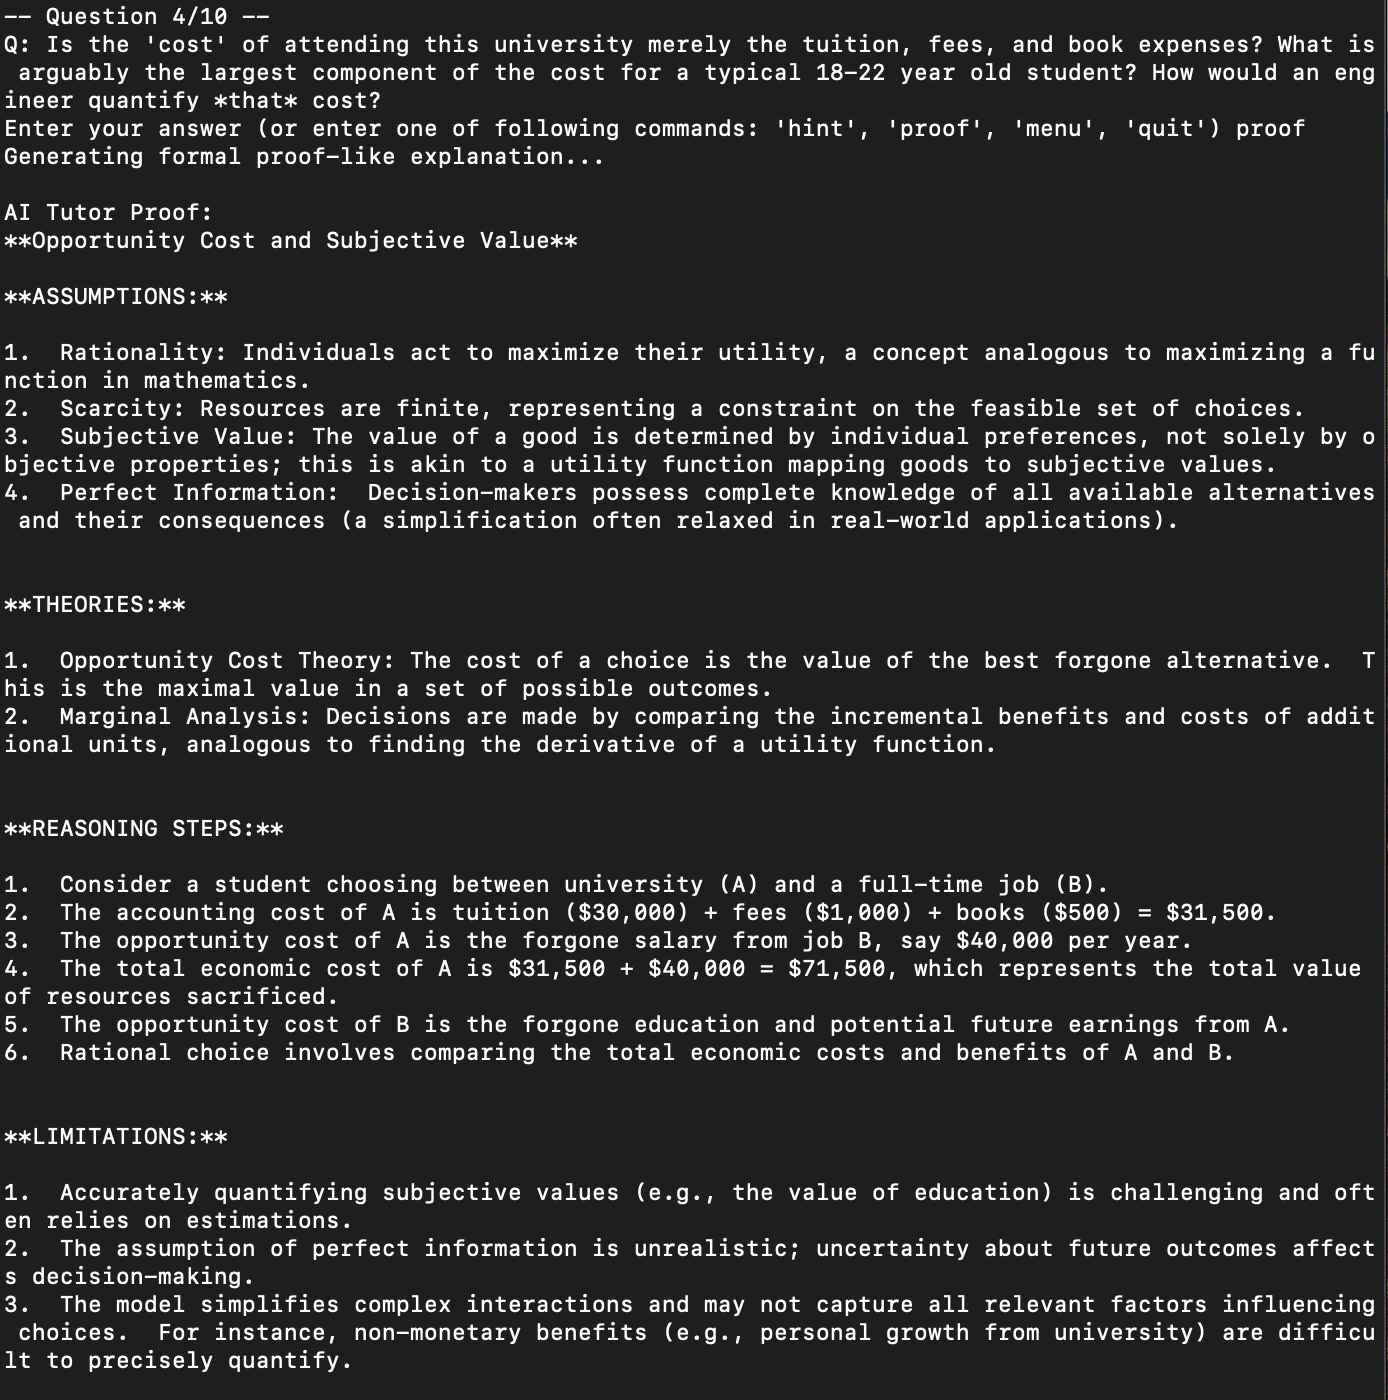 -- Question 4/10 --
Q: Is the 'cost' of attending this university merely the tuition, fees, and book expenses? What is
 arguably the largest component of the cost for a typical 18-22 year old student? How would an eng
ineer quantify *that* cost?
Enter your answer (or enter one of following commands: 'hint', 'proof', 'menu', 'quit') proof
Generating formal proof-like explanation...

AI Tutor Proof:
**Opportunity Cost and Subjective Value**

**ASSUMPTIONS:**

1.  Rationality: Individuals act to maximize their utility, a concept analogous to maximizing a fu
nction in mathematics.
2.  Scarcity: Resources are finite, representing a constraint on the feasible set of choices.
3.  Subjective Value: The value of a good is determined by individual preferences, not solely by o
bjective properties; this is akin to a utility function mapping goods to subjective values.
4.  Perfect Information:  Decision-makers possess complete knowledge of all available alternatives
 and their consequences (a simplification often relaxed in real-world applications).

**THEORIES:**

1.  Opportunity Cost Theory: The cost of a choice is the value of the best forgone alternative.  T
his is the maximal value in a set of possible outcomes.
2.  Marginal Analysis: Decisions are made by comparing the incremental benefits and costs of addit
ional units, analogous to finding the derivative of a utility function.

**REASONING STEPS:**

1.  Consider a student choosing between university (A) and a full-time job (B).
2.  The accounting cost of A is tuition ($30,000) + fees ($1,000) + books ($500) = $31,500.
3.  The opportunity cost of A is the forgone salary from job B, say $40,000 per year.
4.  The total economic cost of A is $31,500 + $40,000 = $71,500, which represents the total value
of resources sacrificed.
5.  The opportunity cost of B is the forgone education and potential future earnings from A.
6.  Rational choice involves comparing the total economic costs and benefits of A and B.

**LIMITATIONS:**

1.  Accurately quantifying subjective values (e.g., the value of education) is challenging and oft
en relies on estimations.
2.  The assumption of perfect information is unrealistic; uncertainty about future outcomes affect
s decision-making.
3.  The model simplifies complex interactions and may not capture all relevant factors influencing
 choices.  For instance, non-monetary benefits (e.g., personal growth from university) are difficu
lt to precisely quantify.